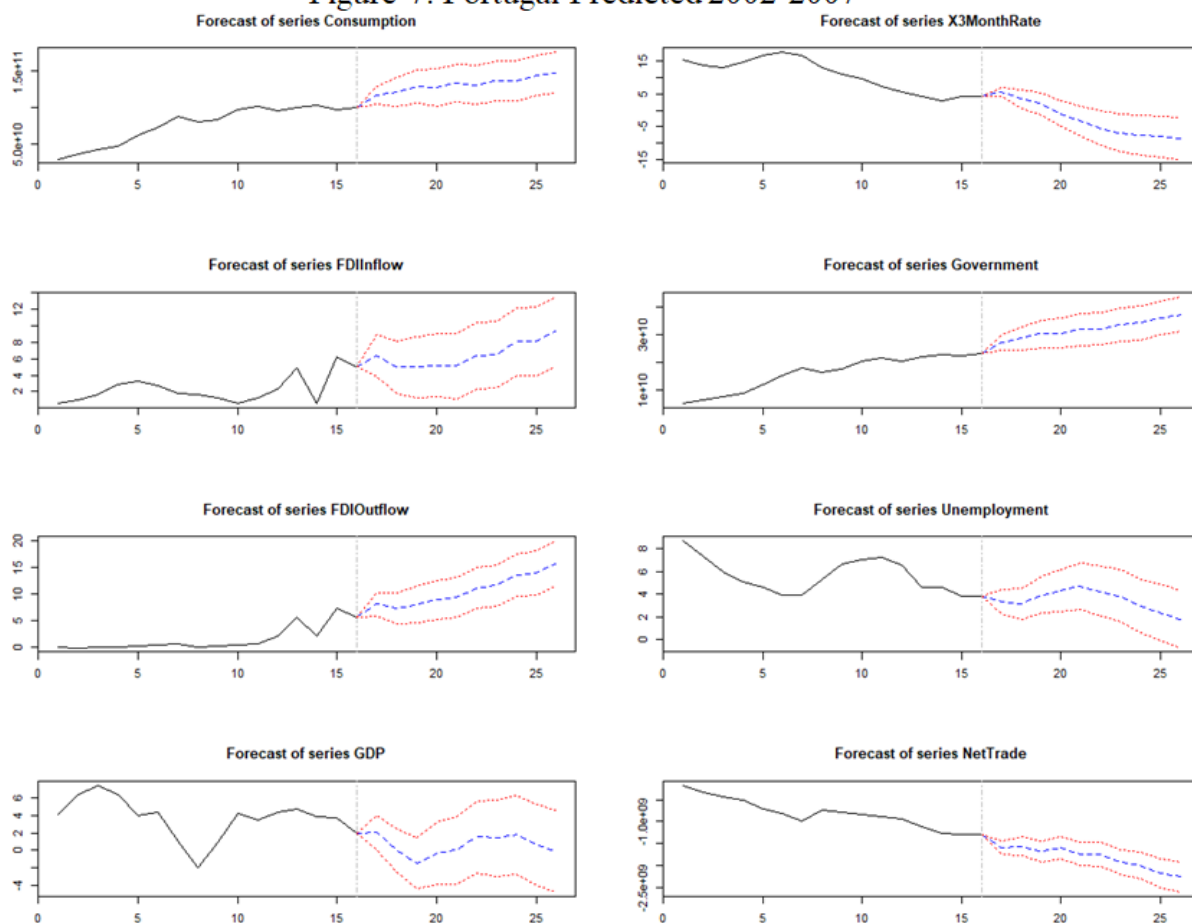 Figure 7: Portugal Predicted 2002-2007
Forecast of series Consumption
1.5e+11
5.0e+10
0 5 10 15 20 25
Forecast of series X3MonthRate
15
5
-5
-15
0 5 10 15 20 25
Forecast of series FDIInflow
12
8
6
4
2
0 5 10 15 20 25
Forecast of series Government
3e+10
1e+10
0 5 10 15 20 25
Forecast of series FDIOutflow
20
15
10
5
0
0 5 10 15 20 25
Forecast of series Unemployment
8
6
4
2
0
0 5 10 15 20 25
Forecast of series GDP
6
4
2
0
-4
0 5 10 15 20 25
Forecast of series NetTrade
-1.0e+09
-2.5e+09
0 5 10 15 20 25